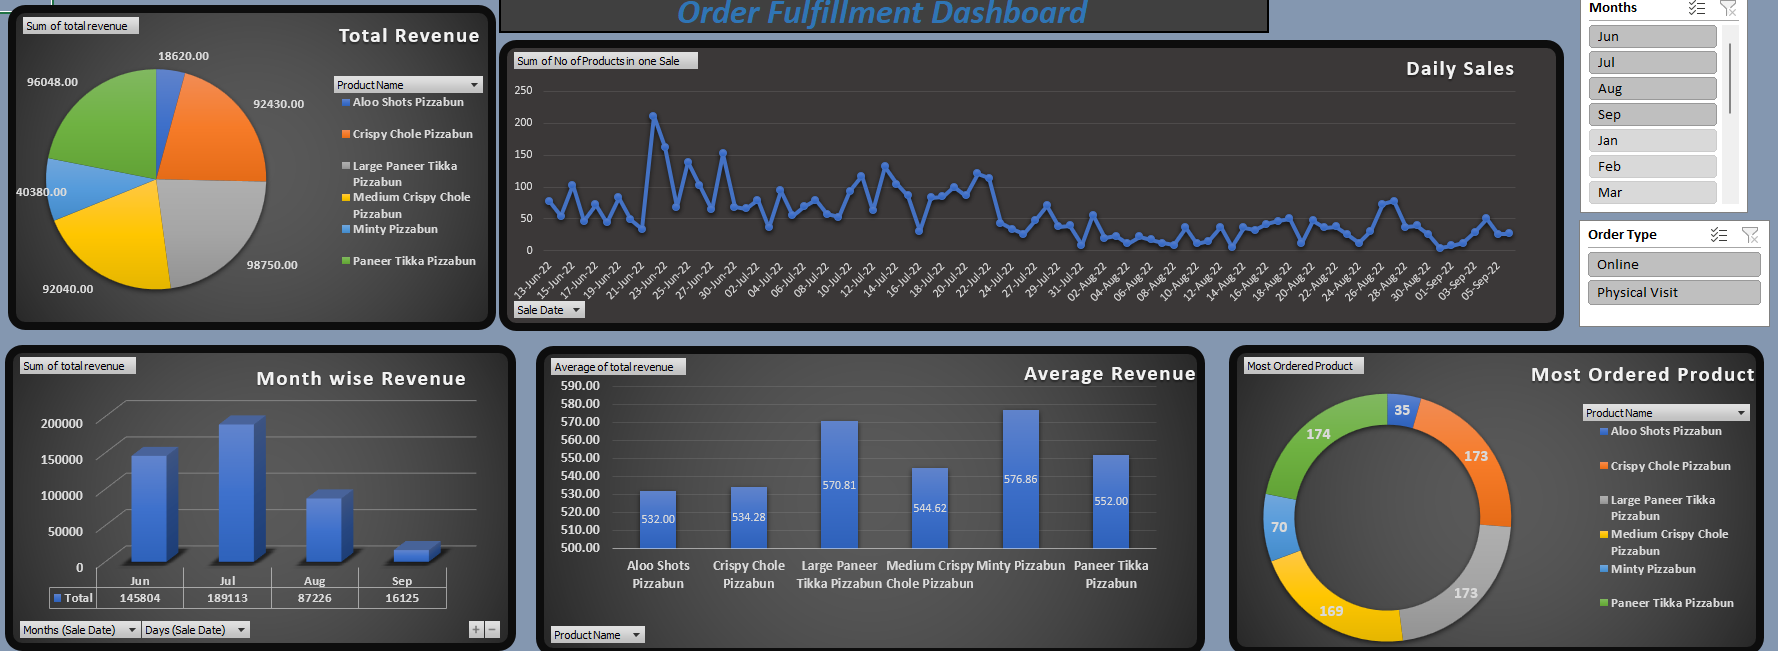 Order Fulfillment Dashboard
Sum of total revenue
Total Revenue
18620.00
96048.00
92430.00
40380.00
98750.00
92040.00
Product Name
Aloo Shots Pizzabun
Crispy Chole Pizzabun
Large Paneer Tikka
Pizzabun
Medium Crispy Chole
Pizzabun
Minty Pizzabun
Paneer Tikka Pizzabun
Sum of No of Products in one Sale
Daily Sales
250
200
150
100
50
0
13-Jun-22
15-Jun-22
17-Jun-22
19-Jun-22
21-Jun-22
23-Jun-22
25-Jun-22
27-Jun-22
30-Jun-22
02-Jul-22
04-Jul-22
06-Jul-22
08-Jul-22
10-Jul-22
12-Jul-22
14-Jul-22
16-Jul-22
18-Jul-22
20-Jul-22
22-Jul-22
24-Jul-22
27-Jul-22
29-Jul-22
31-Jul-22
02-Aug-22
04-Aug-22
06-Aug-22
08-Aug-22
10-Aug-22
12-Aug-22
14-Aug-22
16-Aug-22
18-Aug-22
20-Aug-22
22-Aug-22
24-Aug-22
26-Aug-22
28-Aug-22
30-Aug-22
01-Sep-22
03-Sep-22
05-Sep-22
Sale Date
Months
Jun
Jul
Aug
Sep
Jan
Feb
Mar
Order Type
Online
Physical Visit
Sum of total revenue
Month wise Revenue
200000
150000
100000
50000
0
Jun Jul Aug Sep
Total 145804 189113 87226 16125
Months (Sale Date) Days (Sale Date)
+ −
Average of total revenue
Average Revenue
590.00
580.00
570.00
560.00
550.00
540.00
530.00
520.00
510.00
500.00
532.00
534.28
570.81
544.62
576.86
552.00
Aloo Shots Crispy Chole Large Paneer Medium Crispy Minty Pizzabun Paneer Tikka
Pizzabun Pizzabun Tikka Pizzabun Chole Pizzabun Pizzabun
Product Name
Most Ordered Product
Most Ordered Product
35
174
173
70
173
169
Product Name
Aloo Shots Pizzabun
Crispy Chole Pizzabun
Large Paneer Tikka
Pizzabun
Medium Crispy Chole
Pizzabun
Minty Pizzabun
Paneer Tikka Pizzabun